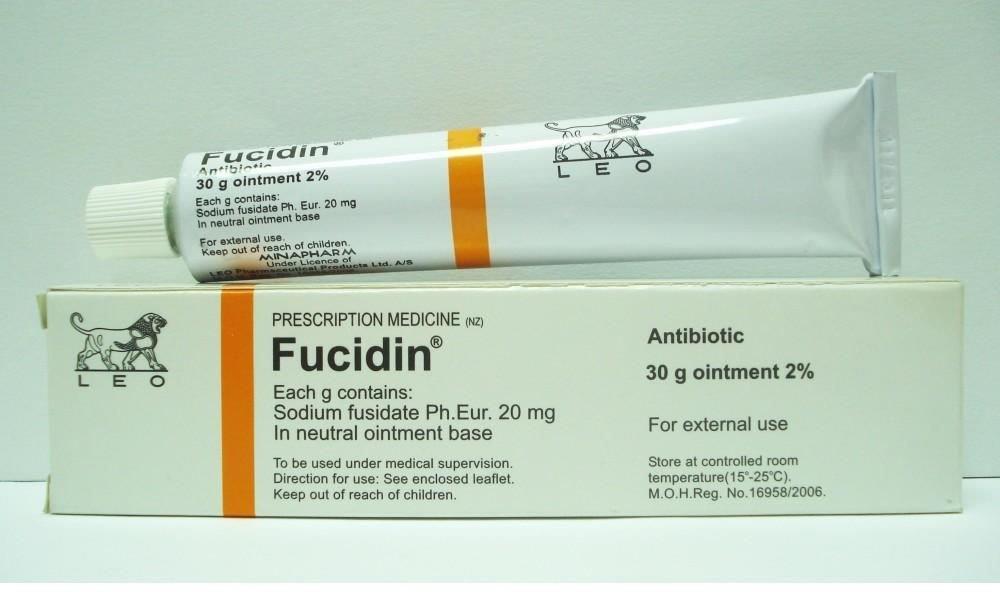 Fucidin®
Antibiotic
30 g ointment 2%
Each g contains:
Sodium fusidate Ph. Eur. 20 mg
In neutral ointment base
For external use.
Keep out of reach of children.
MINAPHARM
Under Licence of
LEO Pharmaceutical Products Ltd. A/S
LEO
LEO
PRESCRIPTION MEDICINE (NZ)
Fucidin®
Each g contains:
Sodium fusidate Ph.Eur. 20 mg
In neutral ointment base
To be used under medical supervision.
Direction for use: See enclosed leaflet.
Keep out of reach of children.
Antibiotic
30 g ointment 2%
For external use
Store at controlled room
temperature(15°-25°C).
M.O.H.Reg. No.16958/2006.